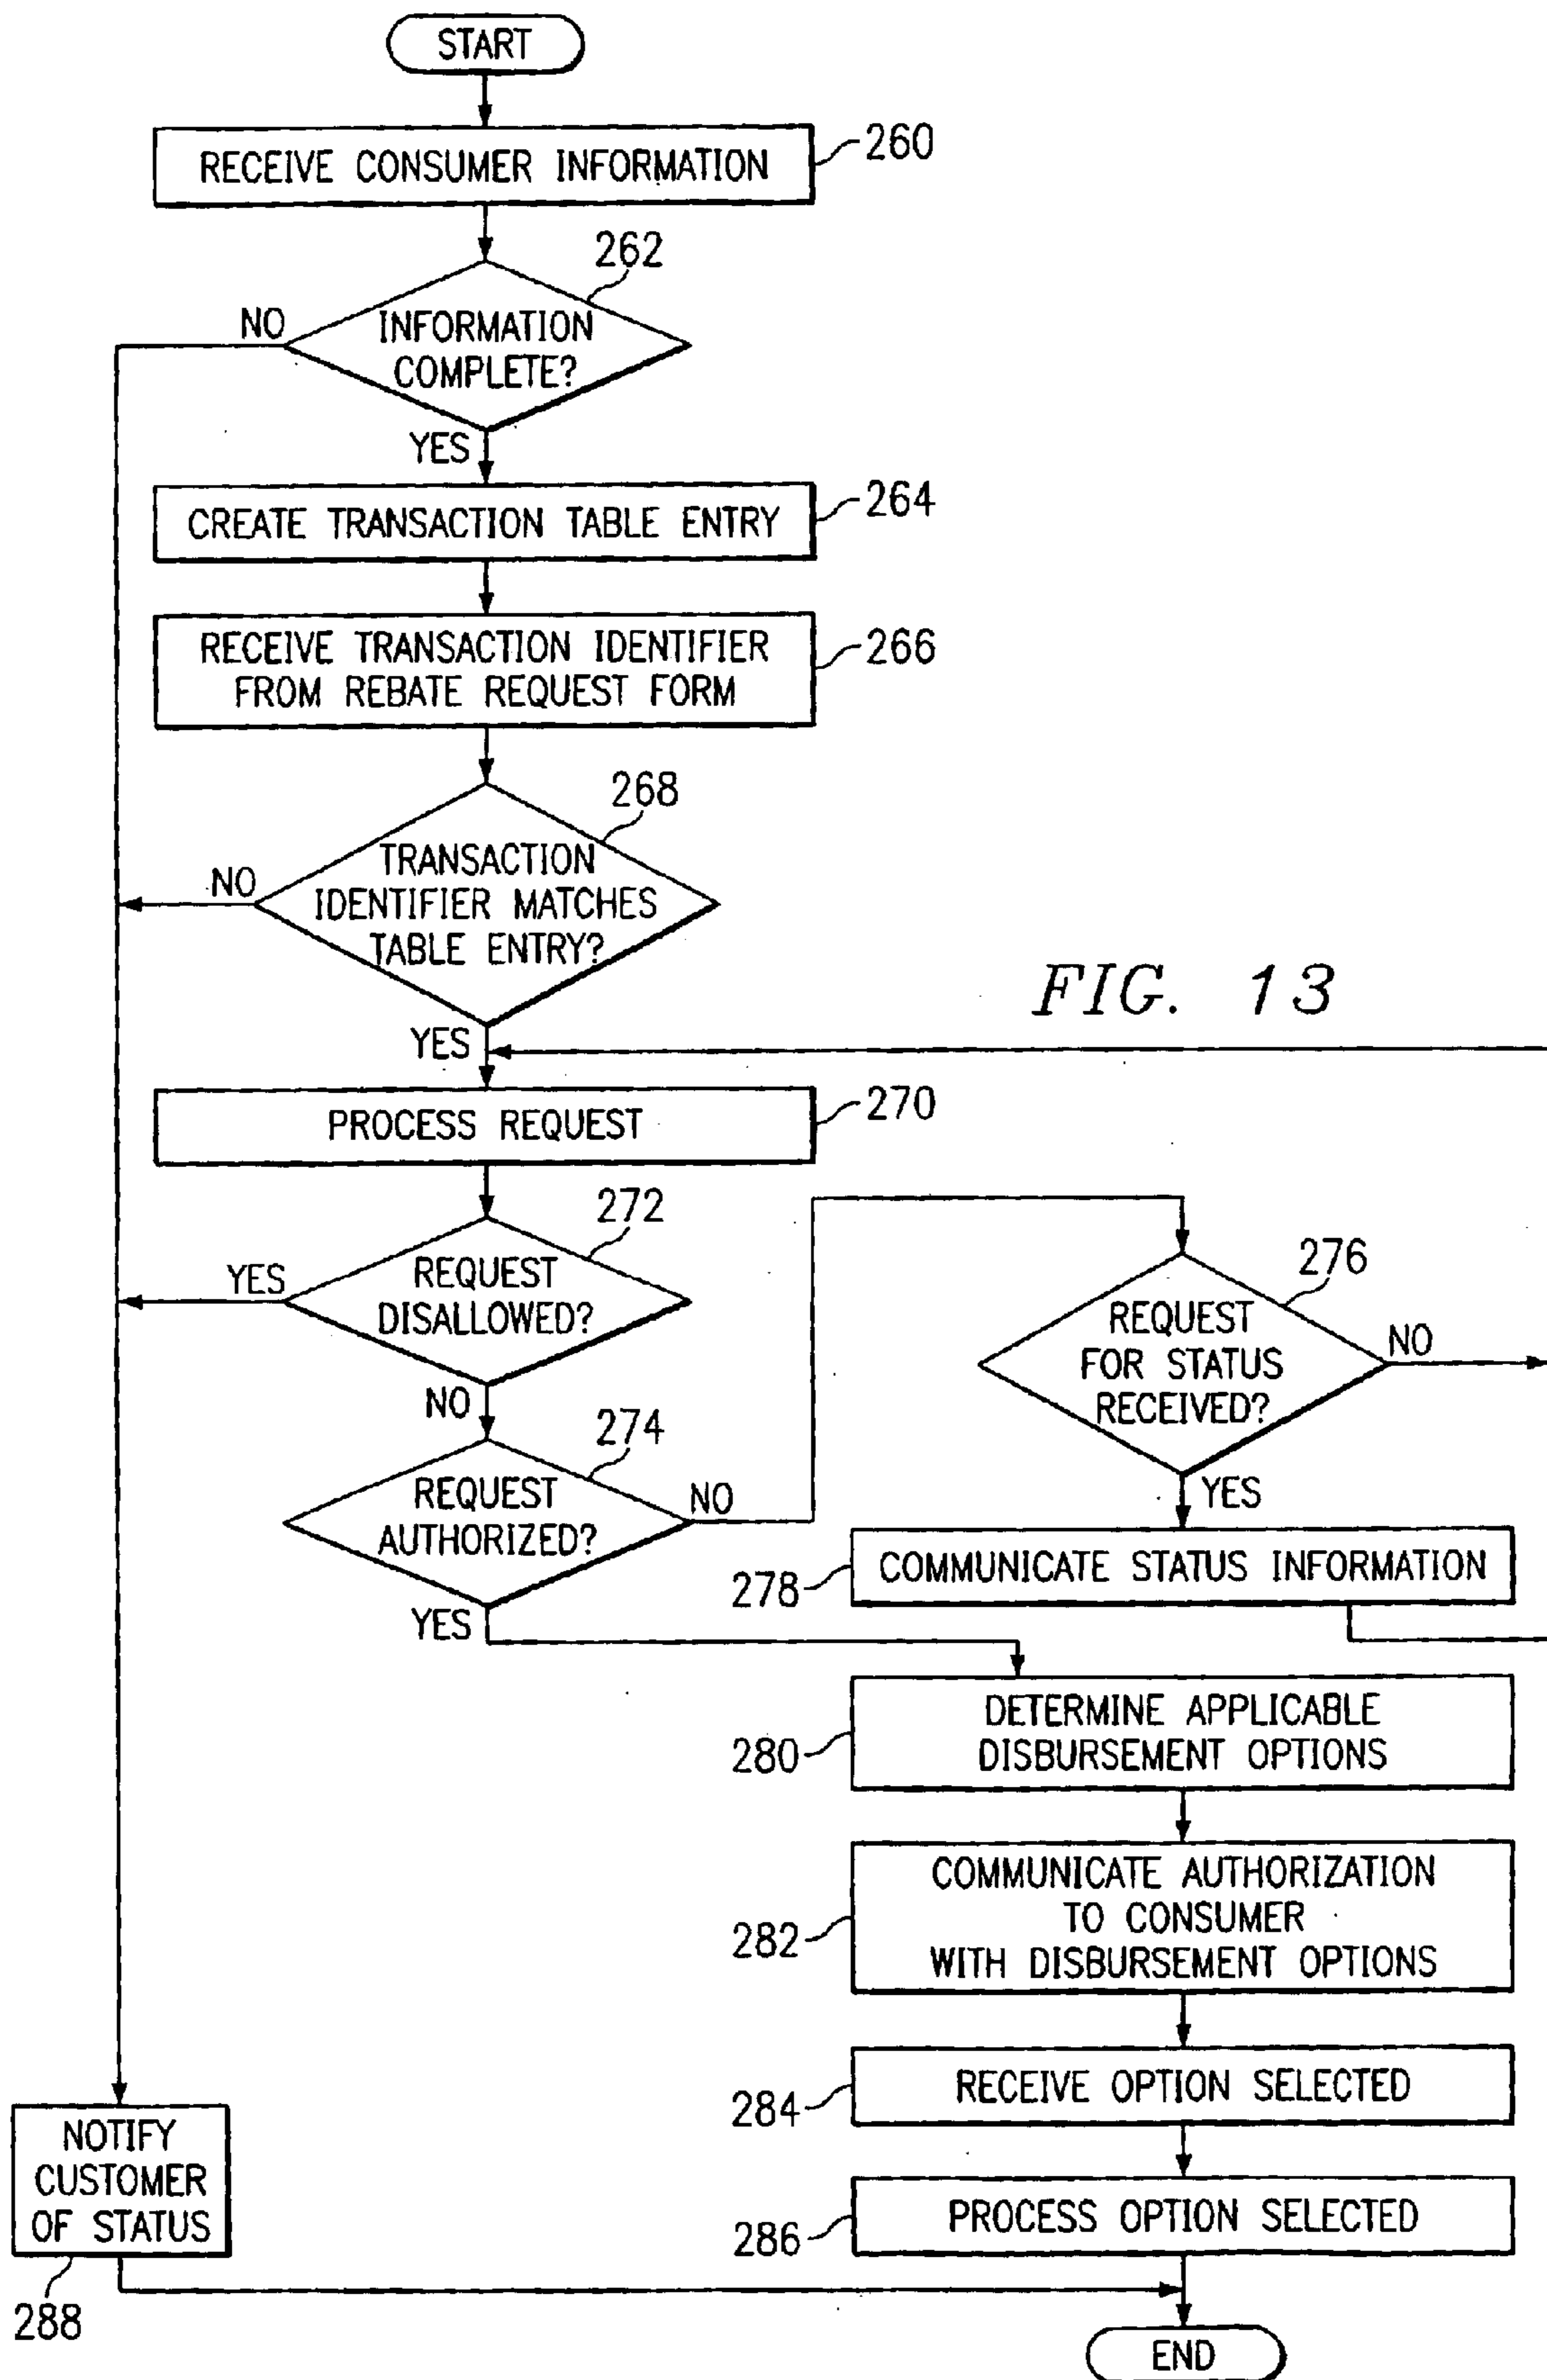 START
RECEIVE CONSUMER INFORMATION
260
262
INFORMATION
COMPLETE?
NO
YES
CREATE TRANSACTION TABLE ENTRY
264
RECEIVE TRANSACTION IDENTIFIER
FROM REBATE REQUEST FORM
266
268
TRANSACTION
IDENTIFIER MATCHES
TABLE ENTRY?
NO
YES
FIG. 13
PROCESS REQUEST
270
272
REQUEST
DISALLOWED?
YES
NO
274
REQUEST
AUTHORIZED?
NO
YES
276
REQUEST
FOR STATUS
RECEIVED?
NO
YES
COMMUNICATE STATUS INFORMATION
278
DETERMINE APPLICABLE
DISBURSEMENT OPTIONS
280
COMMUNICATE AUTHORIZATION
TO CONSUMER
WITH DISBURSEMENT OPTIONS
282
RECEIVE OPTION SELECTED
284
PROCESS OPTION SELECTED
286
NOTIFY
CUSTOMER
OF STATUS
288
END